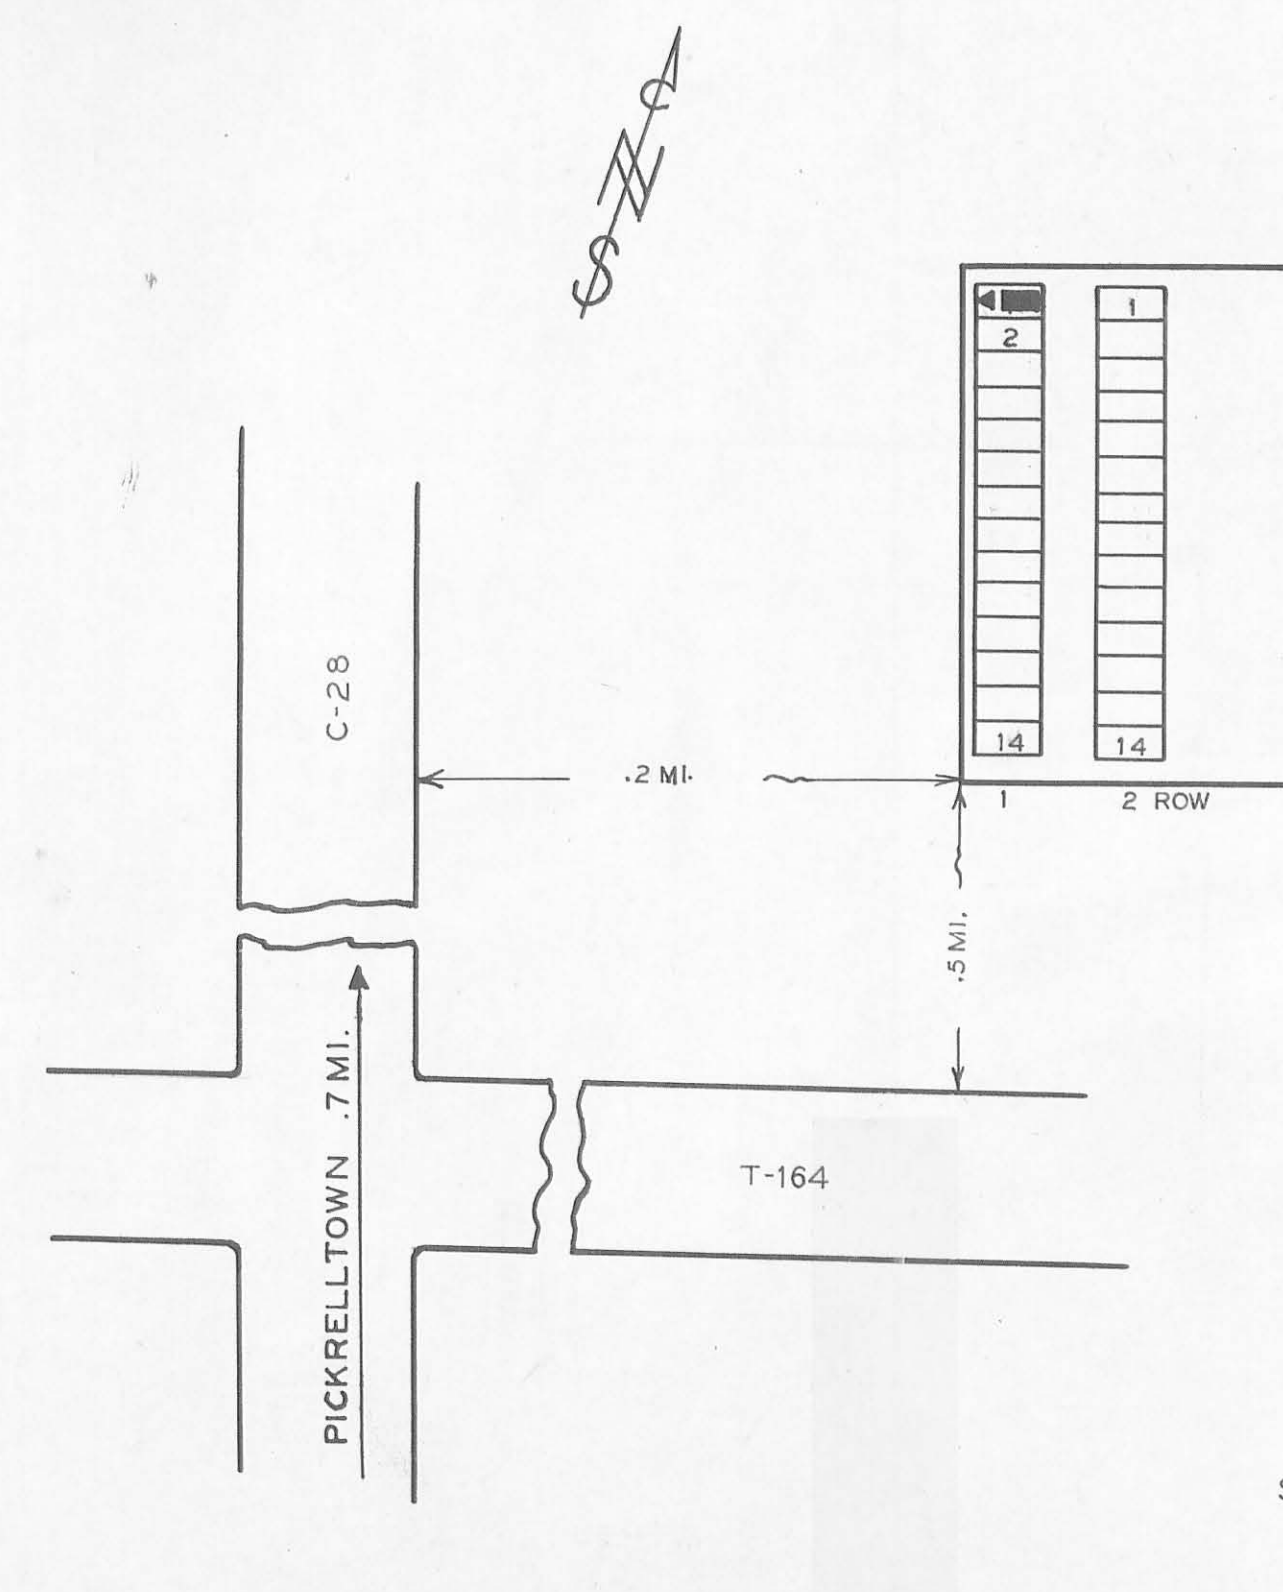 S N
1
2
14
14
1 2 ROW
C-28
.2 MI.
.5 MI.
PICKRELLTOWN .7 MI.
T-164